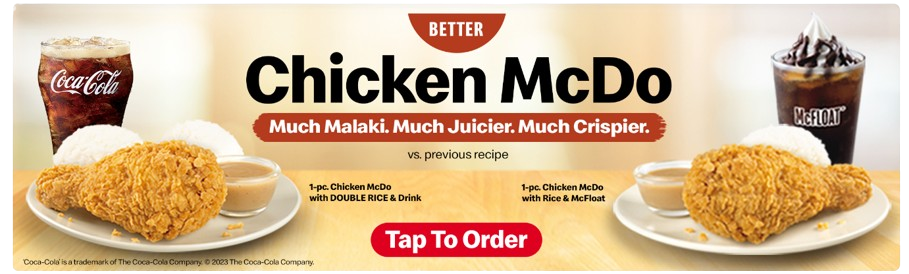 BETTER
Chicken McDo
Much Malaki. Much Juicier. Much Crispier.
vs. previous recipe
Coca-Cola
McFLOAT
1-pc. Chicken McDo
with DOUBLE RICE & Drink
1-pc. Chicken McDo
with Rice & McFloat
Tap To Order
'Coca-Cola' is a trademark of The Coca-Cola Company. © 2023 The Coca-Cola Company.